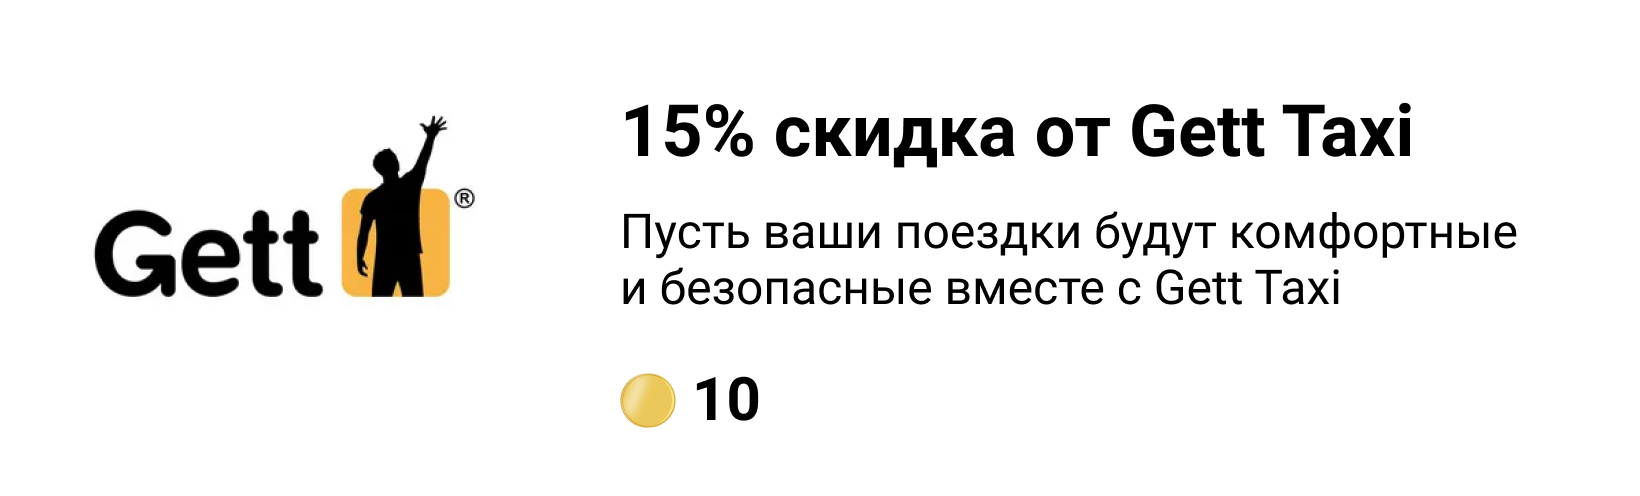 Gett®
15% скидка от Gett Taxi
Пусть ваши поездки будут комфортные
и безопасные вместе с Gett Taxi
10